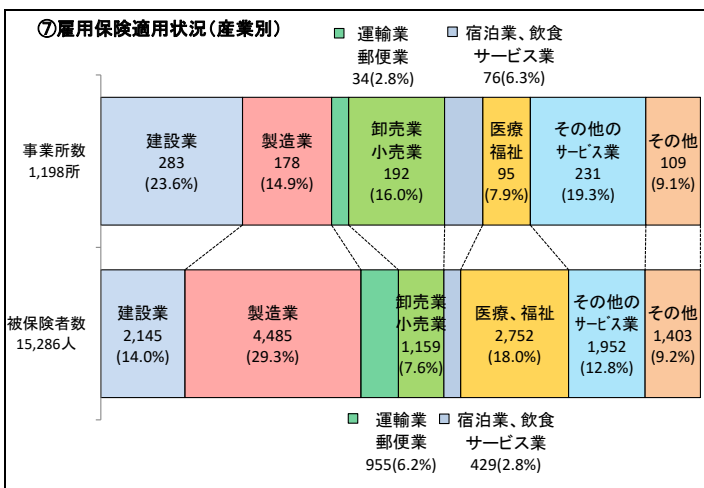 ⑦雇用保険適用状況(産業別)
運輸業
郵便業
34(2.8%)
宿泊業、飲食
サービス業
76(6.3%)
事業所数
1,198所
建設業
283
(23.6%)
製造業
178
(14.9%)
卸売業
小売業
192
(16.0%)
医療
福祉
95
(7.9%)
その他の
サービス業
231
(19.3%)
その他
109
(9.1%)
被保険者数
15,286人
建設業
2,145
(14.0%)
製造業
4,485
(29.3%)
卸売業
小売業
1,159
(7.6%)
医療、福祉
2,752
(18.0%)
その他の
サービス業
1,952
(12.8%)
その他
1,403
(9.2%)
運輸業
郵便業
955(6.2%)
宿泊業、飲食
サービス業
429(2.8%)